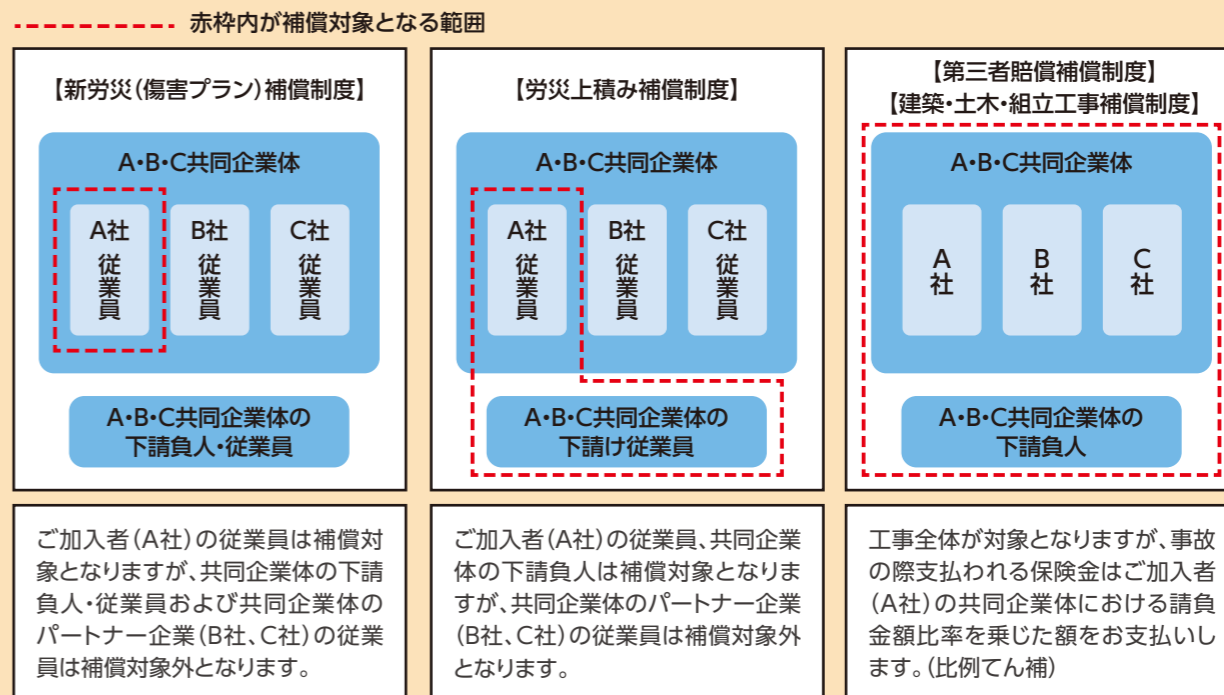 赤枠内が補償対象となる範囲
【新労災(傷害プラン)補償制度】
A・B・C共同企業体
A社
従業員
B社
従業員
C社
従業員
A・B・C共同企業体の
下請負人・従業員
ご加入者(A社)の従業員は補償対
象となりますが、共同企業体の下請
負人・従業員および共同企業体の
パートナー企業(B社、C社)の従業
員は補償対象外となります。
【労災上積み補償制度】
A・B・C共同企業体
A社
従業員
B社
従業員
C社
従業員
A・B・C共同企業体の
下請け従業員
ご加入者(A社)の従業員、共同企業
体の下請負人は補償対象となりま
すが、共同企業体のパートナー企業
(B社、C社)の従業員は補償対象外
となります。
【第三者賠償補償制度】
【建築・土木・組立工事補償制度】
A・B・C共同企業体
A社
B社
C社
A・B・C共同企業体の
下請負人
工事全体が対象となりますが、事故
の際支払われる保険金はご加入者
(A社)の共同企業体における請負
金額比率を乗じた額をお支払いし
ます。(比例てん補)